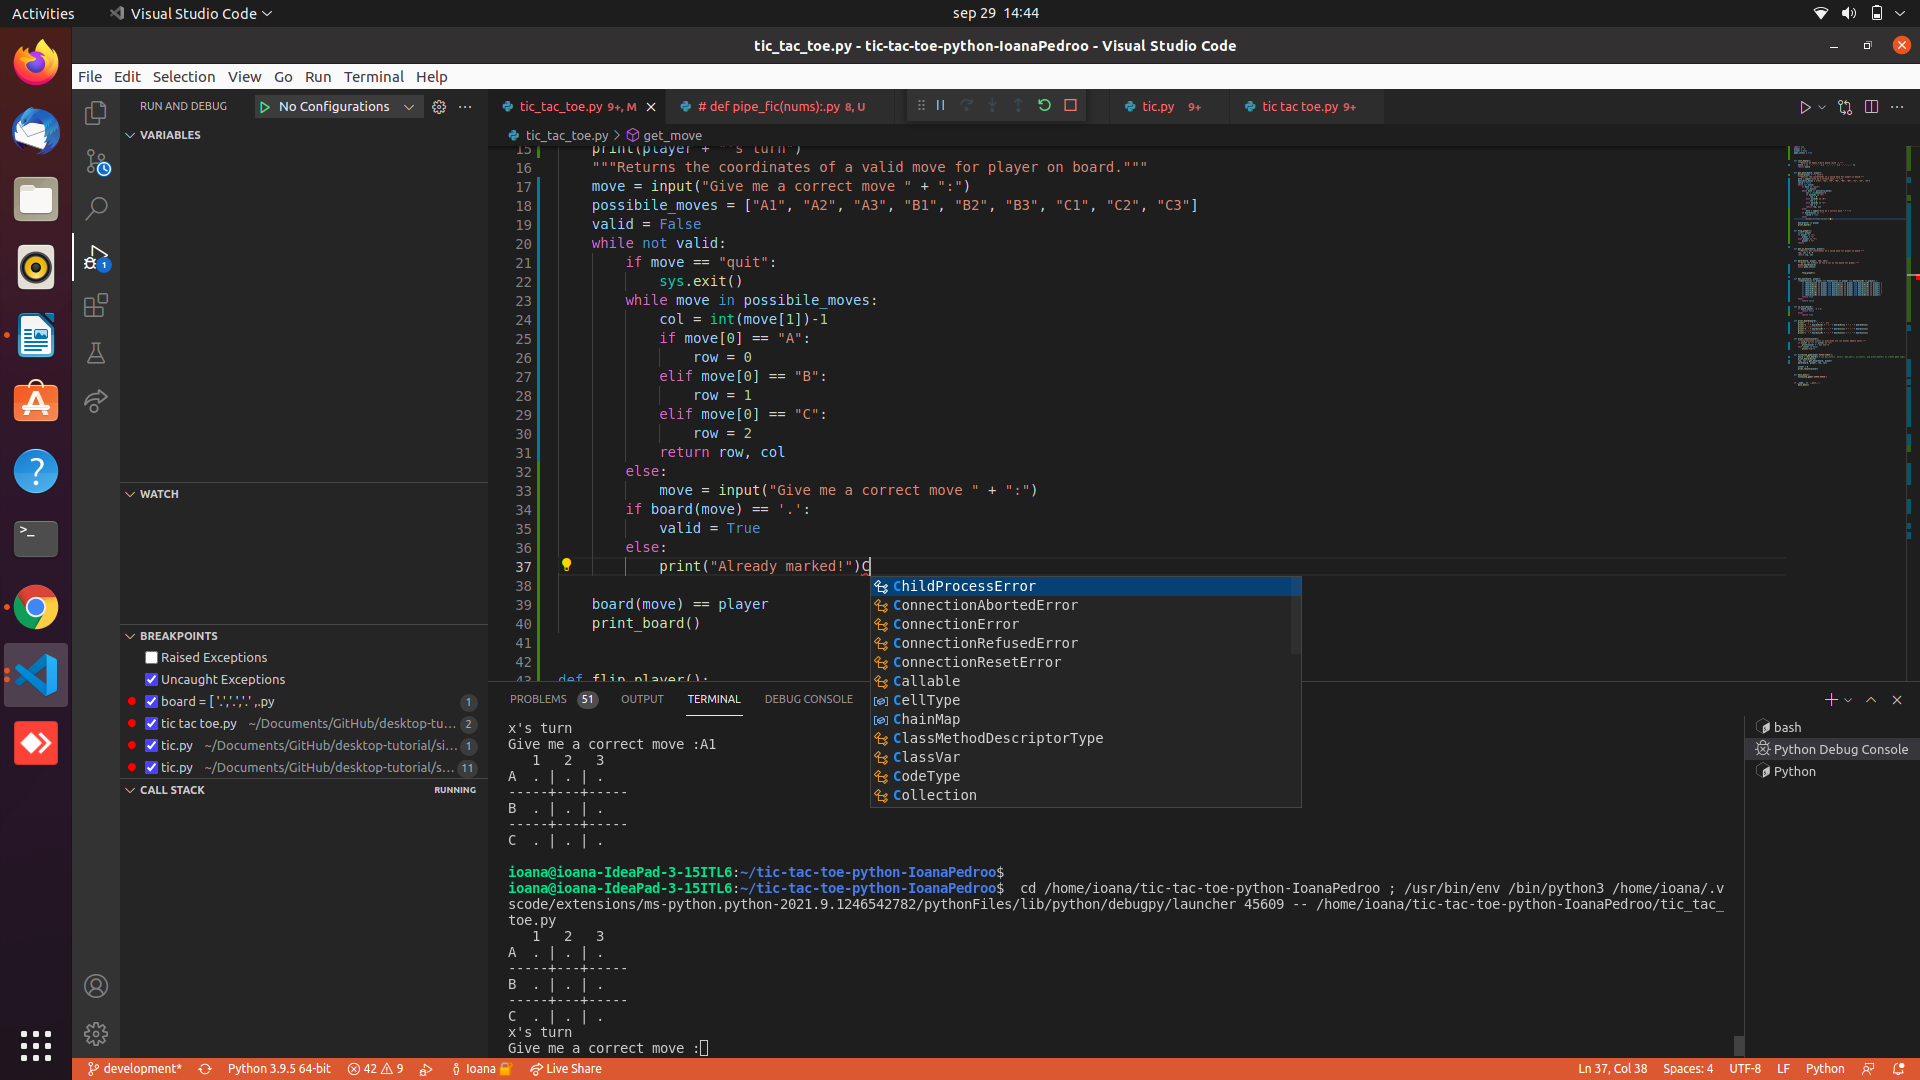 Activities
Visual Studio Code
sep 29 14:44
tic_tac_toe.py - tic-tac-toe-python-IoanaPedroo - Visual Studio Code
File Edit Selection View Go Run Terminal Help
RUN AND DEBUG
No Configurations
tic_tac_toe.py 9+, M
# def pipe_fic(nums):.py 8, U
tic.py 9+
tic tac toe.py 9+
tic_tac_toe.py > get_move
VARIABLES
WATCH
BREAKPOINTS
Raised Exceptions
Uncaught Exceptions
board = ['.','.','.' ,.py 1
tic tac toe.py ~/Documents/GitHub/desktop-tu... 2
tic.py ~/Documents/GitHub/desktop-tutorial/si... 1
tic.py ~/Documents/GitHub/desktop-tutorial/s... 11
CALL STACK RUNNING
15 print(player + "'s turn")
16 """Returns the coordinates of a valid move for player on board."""
17 move = input("Give me a correct move " + ":")
18 possibile_moves = ["A1", "A2", "A3", "B1", "B2", "B3", "C1", "C2", "C3"]
19 valid = False
20 while not valid:
21 if move == "quit":
22 sys.exit()
23 while move in possibile_moves:
24 col = int(move[1])-1
25 if move[0] == "A":
26 row = 0
27 elif move[0] == "B":
28 row = 1
29 elif move[0] == "C":
30 row = 2
31 return row, col
32 else:
33 move = input("Give me a correct move " + ":")
34 if board(move) == '.':
35 valid = True
36 else:
37 print("Already marked!")C
38
39 board(move) == player
40 print_board()
41
42
43 def flip_player():
ChildProcessError
ConnectionAbortedError
ConnectionError
ConnectionRefusedError
ConnectionResetError
Callable
CellType
ChainMap
ClassMethodDescriptorType
ClassVar
CodeType
Collection
PROBLEMS 51 OUTPUT TERMINAL DEBUG CONSOLE
x's turn
Give me a correct move :A1
1 2 3
A . | . | .
-----+---+-----
B . | . | .
-----+---+-----
C . | . | .
ioana@ioana-IdeaPad-3-15ITL6:~/tic-tac-toe-python-IoanaPedroo$
ioana@ioana-IdeaPad-3-15ITL6:~/tic-tac-toe-python-IoanaPedroo$ cd /home/ioana/tic-tac-toe-python-IoanaPedroo ; /usr/bin/env /bin/python3 /home/ioana/.v
scode/extensions/ms-python.python-2021.9.1246542782/pythonFiles/lib/python/debugpy/launcher 45609 -- /home/ioana/tic-tac-toe-python-IoanaPedroo/tic_tac_
toe.py
1 2 3
A . | . | .
-----+---+-----
B . | . | .
-----+---+-----
C . | . | .
x's turn
Give me a correct move :
bash
Python Debug Console
Python
development* Python 3.9.5 64-bit 42 9 Ioana Live Share
Ln 37, Col 38 Spaces: 4 UTF-8 LF Python